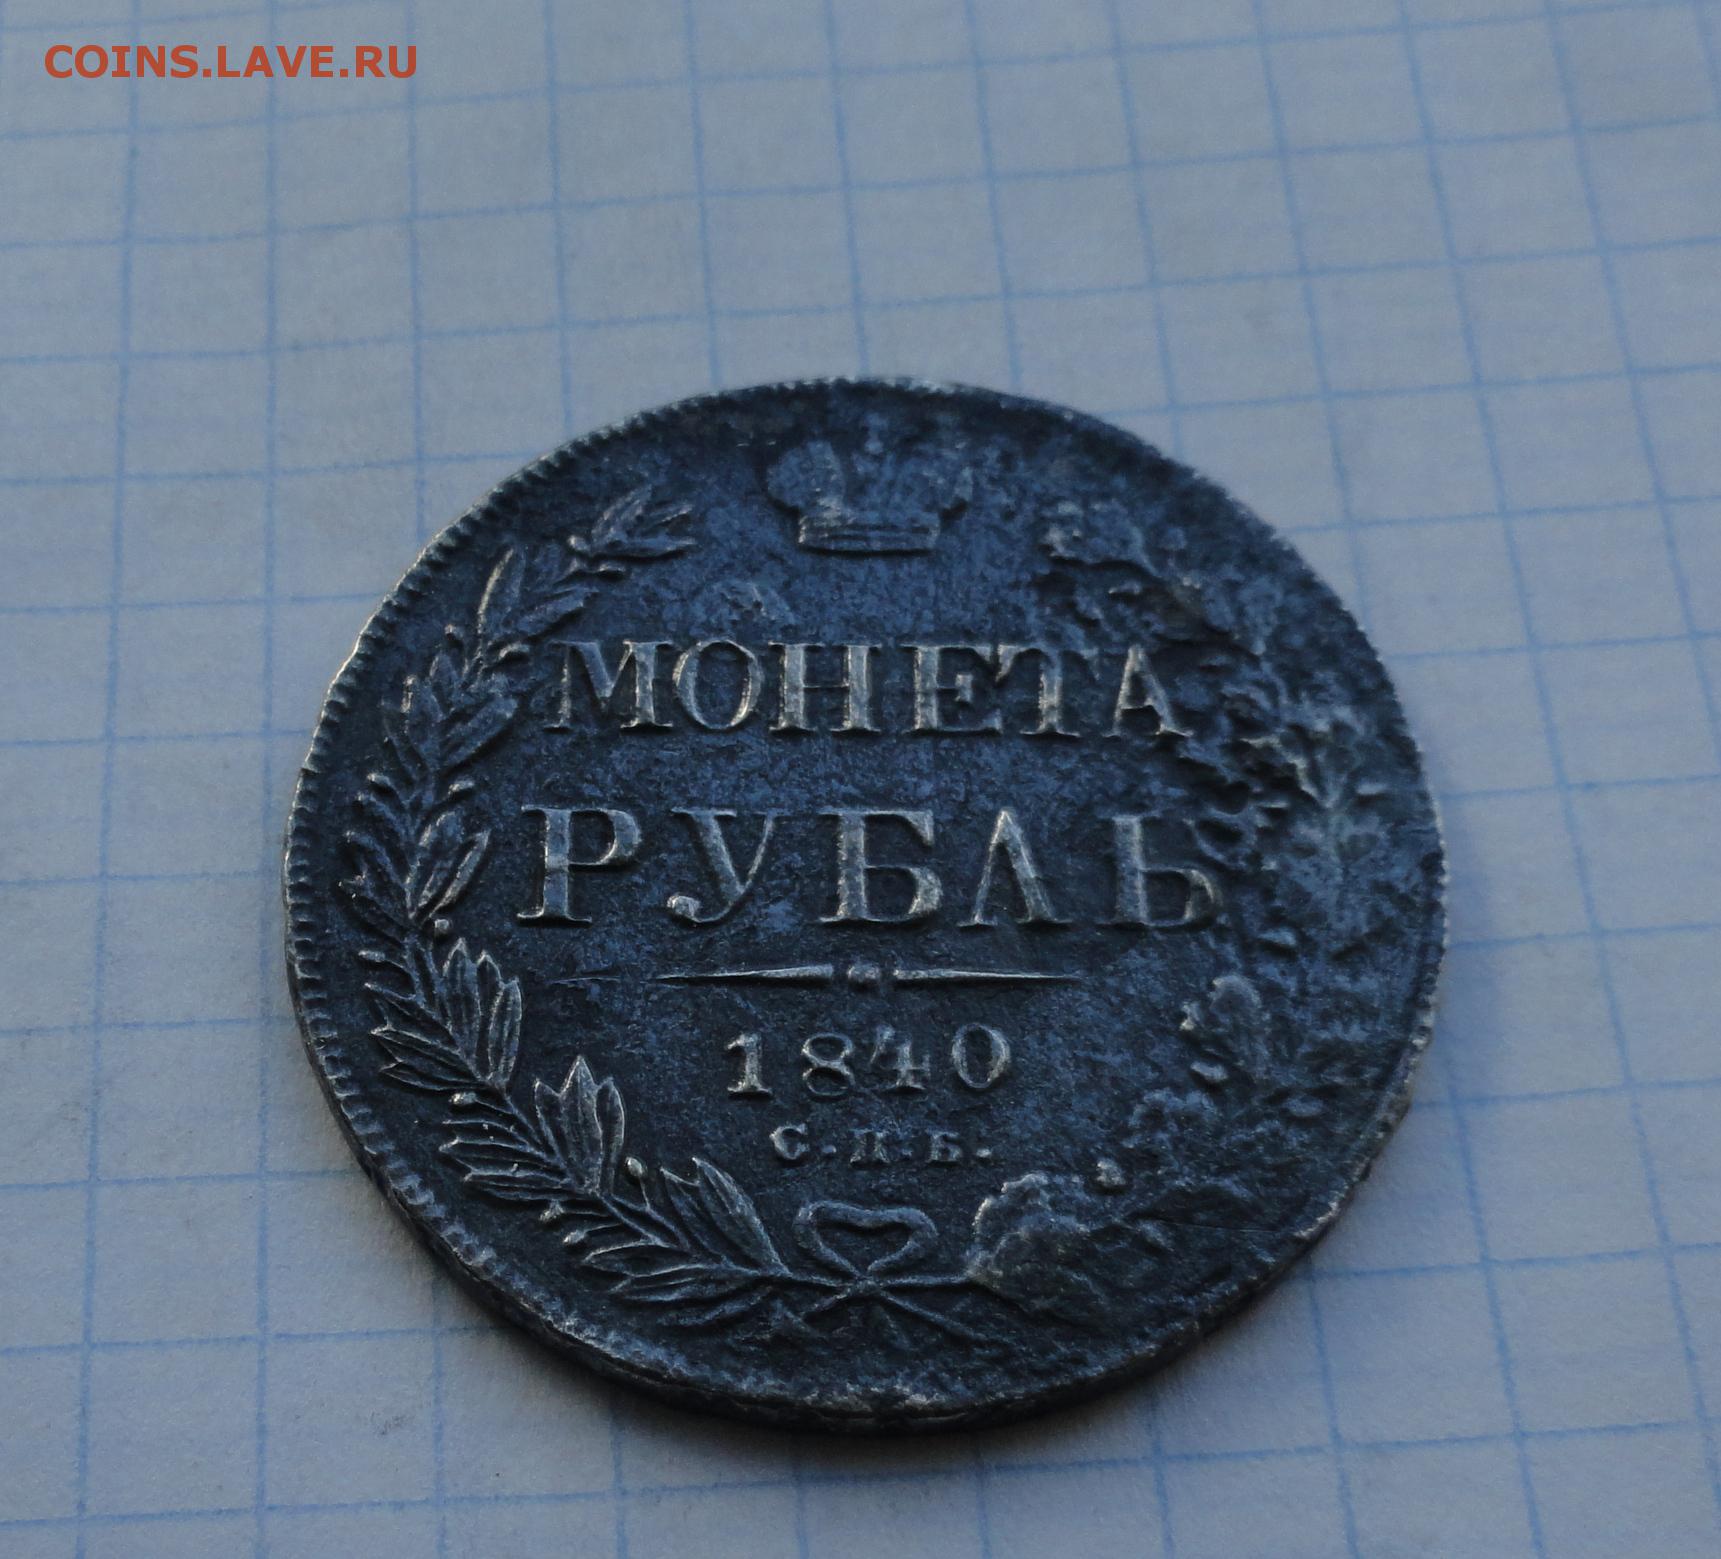 COINS.LAVE.RU
МОНЕТА
РУБЛЬ
1840
С.П.Б.